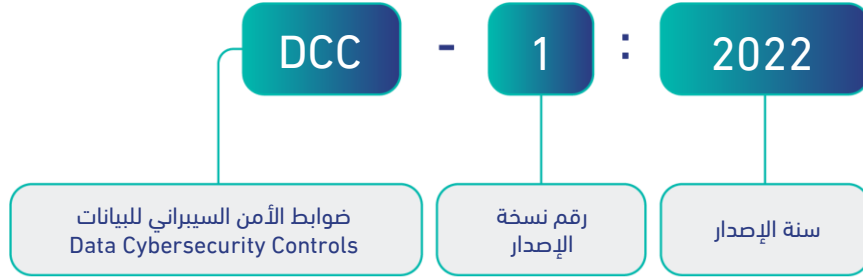 DCC - 1 : 2022
ضوابط الأمن السيبراني للبيانات
Data Cybersecurity Controls
رقم نسخة
الإصدار
سنة الإصدار